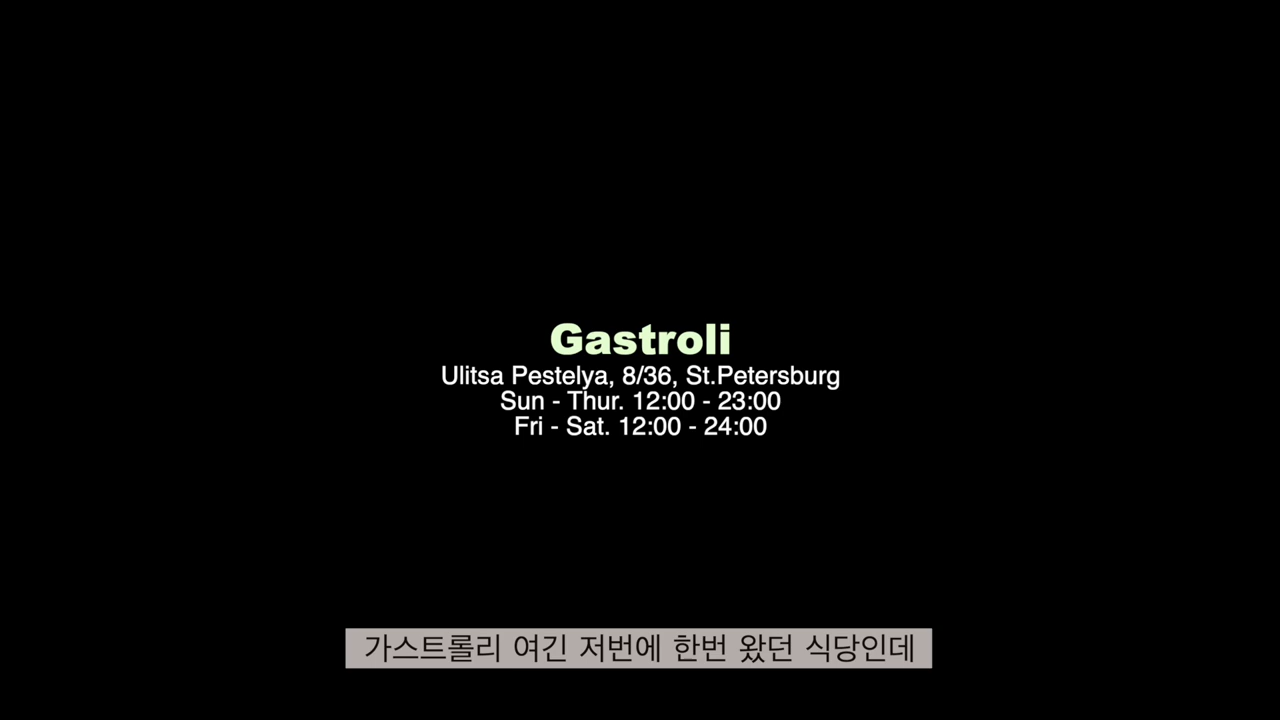 Gastroli
Ulitsa Pestelya, 8/36, St.Petersburg
Sun - Thur. 12:00 - 23:00
Fri - Sat. 12:00 - 24:00
가스트롤리 여긴 저번에 한번 왔던 식당인데